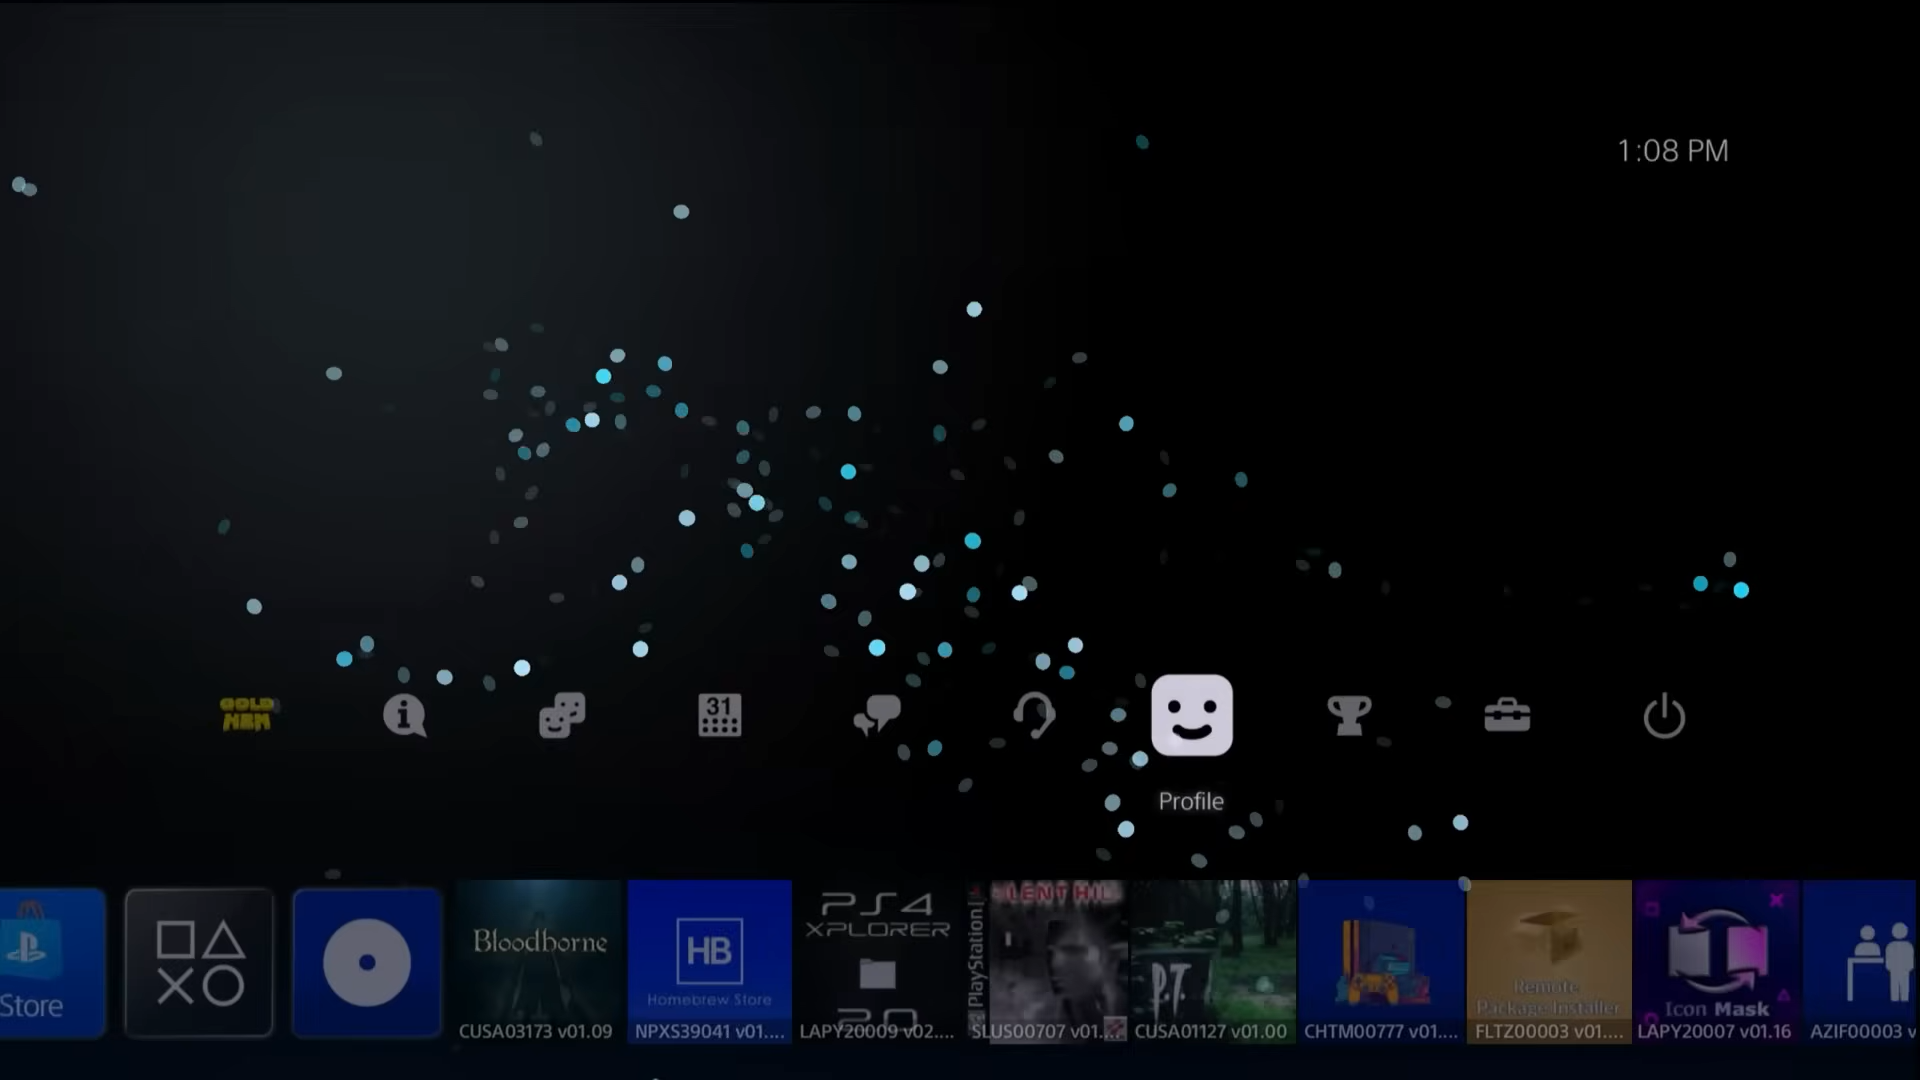 1:08 PM
GOLD
HEN
31
Profile
Store
Bloodborne
CUSA03173 v01.09
HB
Homebrew Store
NPXS39041 v01....
PS4
XPLORER
2.0
LAPY20009 v02....
PlayStation
SILENT HILL
SLUS00707 v01....
P.T.
CUSA01127 v01.00
CHTM00777 v01....
Remote
Package Installer
FLTZ00003 v01....
Icon Mask
LAPY20007 v01.16
AZIF00003 v